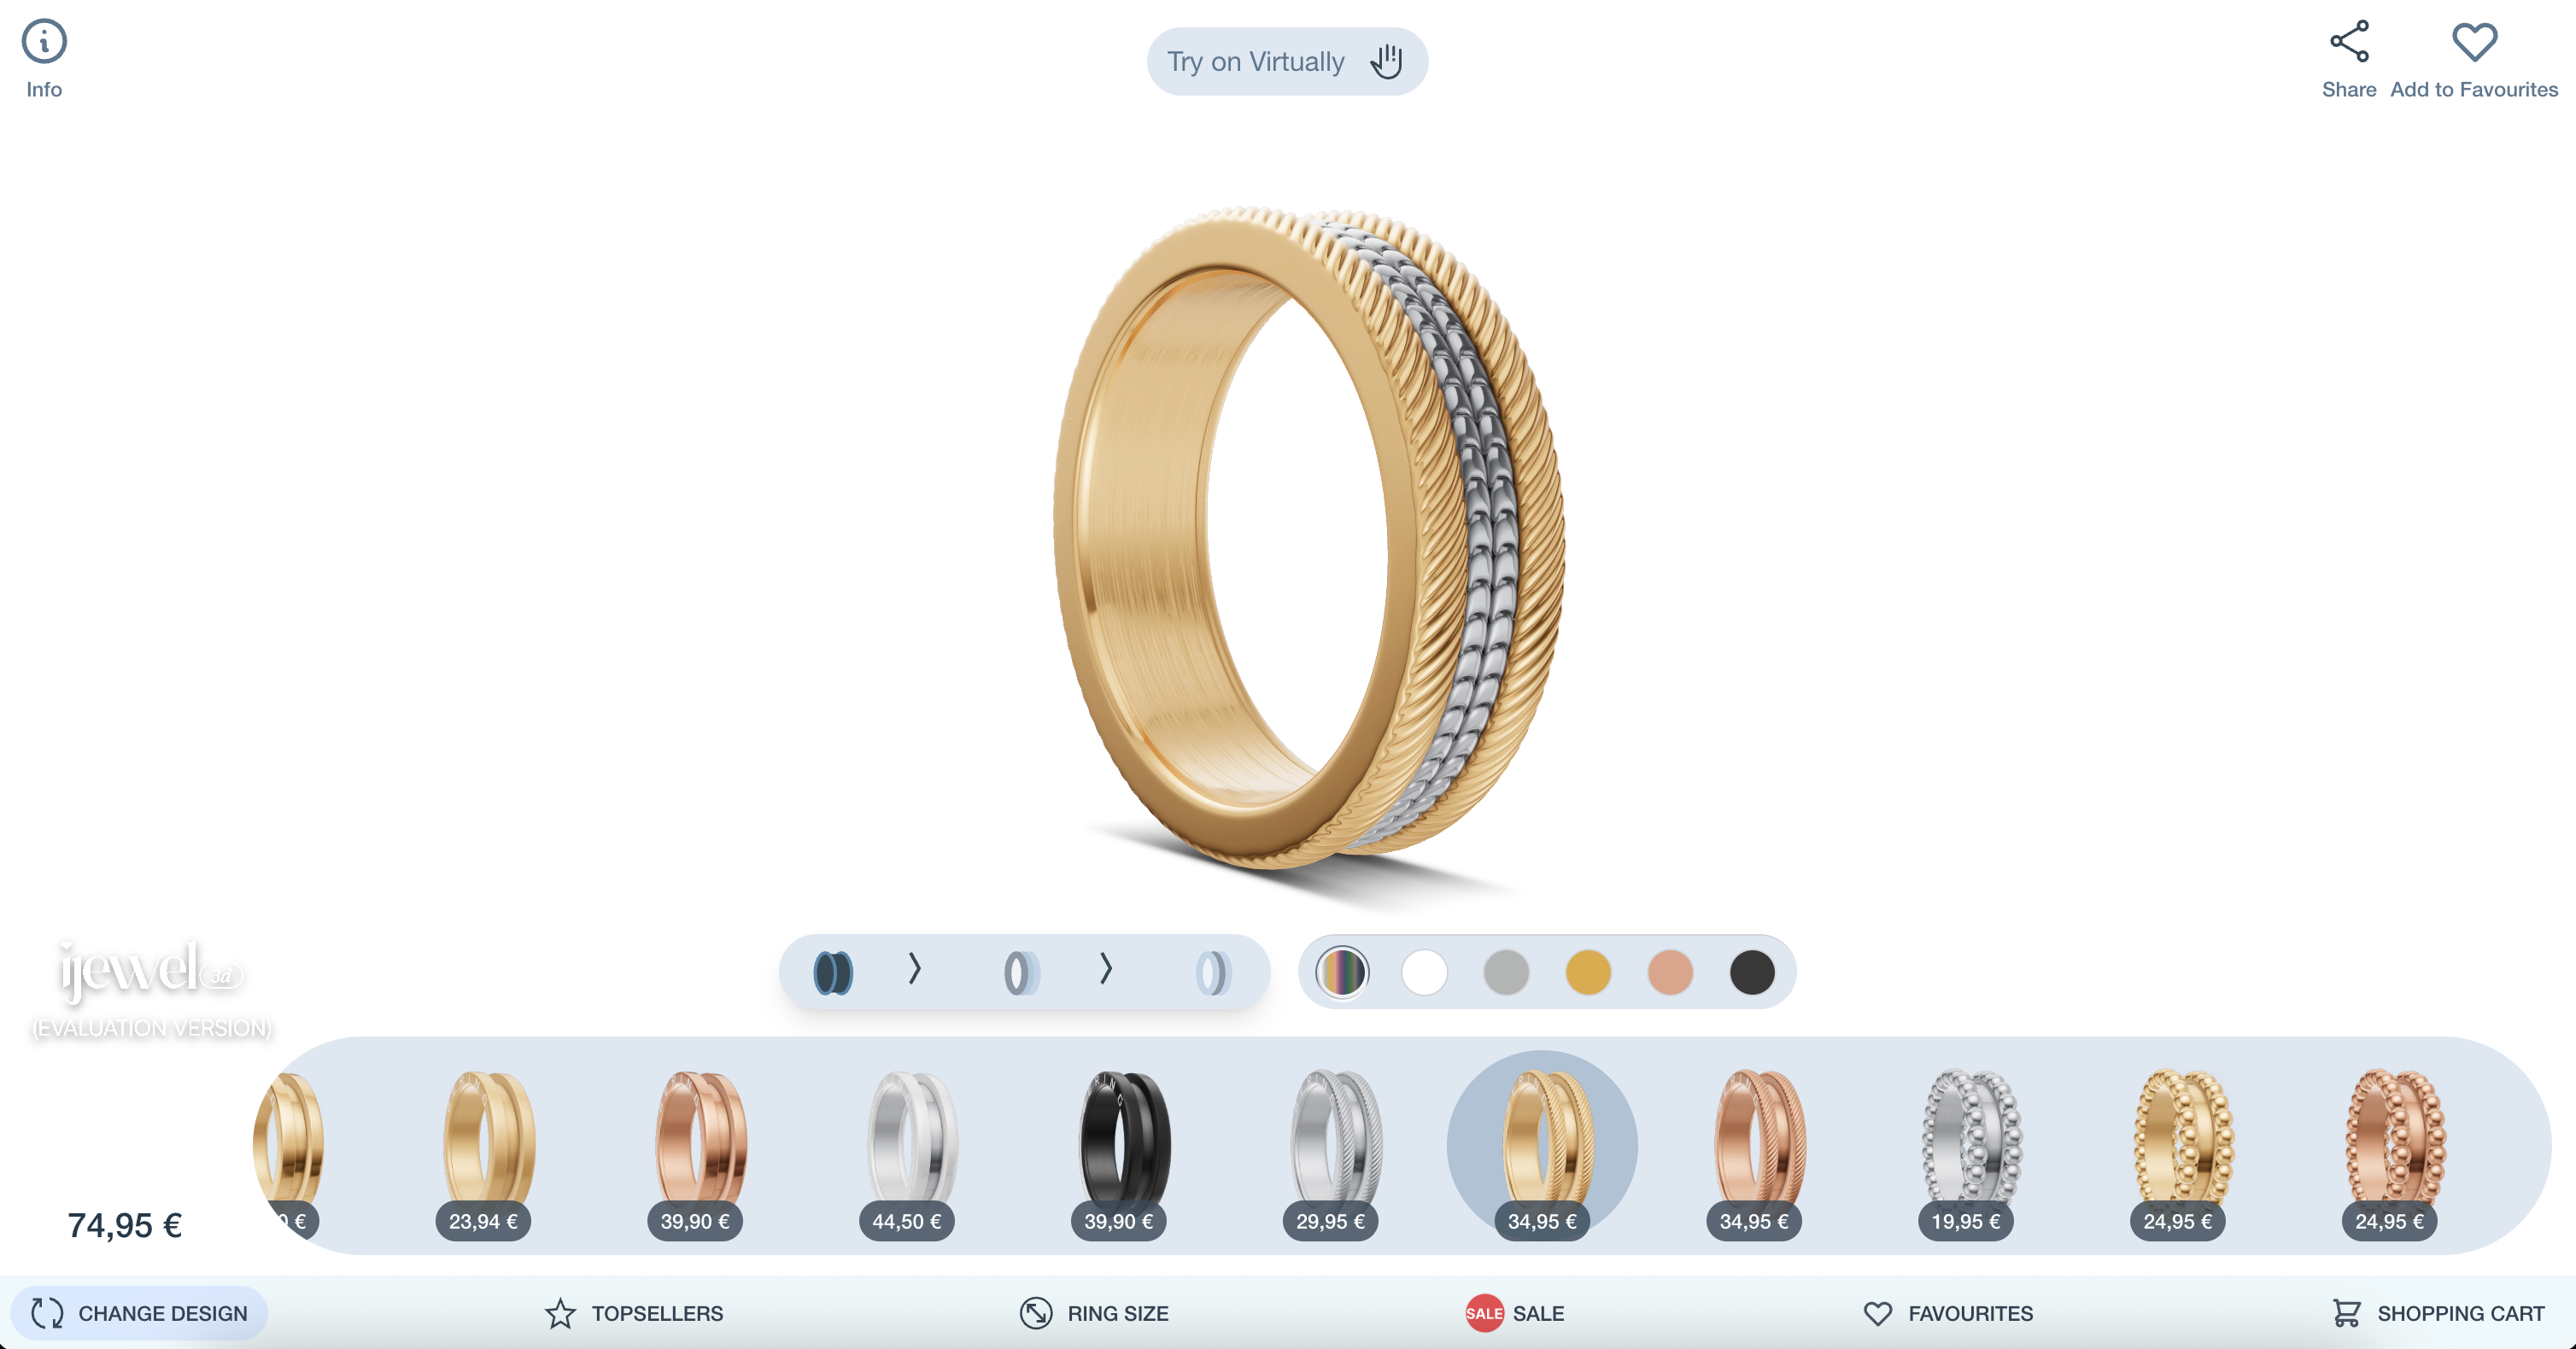 Info
Try on Virtually
Share
Add to Favourites
ijewel 3d
(EVALUATION VERSION)
74,95 €
€
23,94 €
39,90 €
44,50 €
39,90 €
29,95 €
34,95 €
34,95 €
19,95 €
24,95 €
24,95 €
CHANGE DESIGN
TOPSELLERS
RING SIZE
SALE
SALE
FAVOURITES
SHOPPING CART